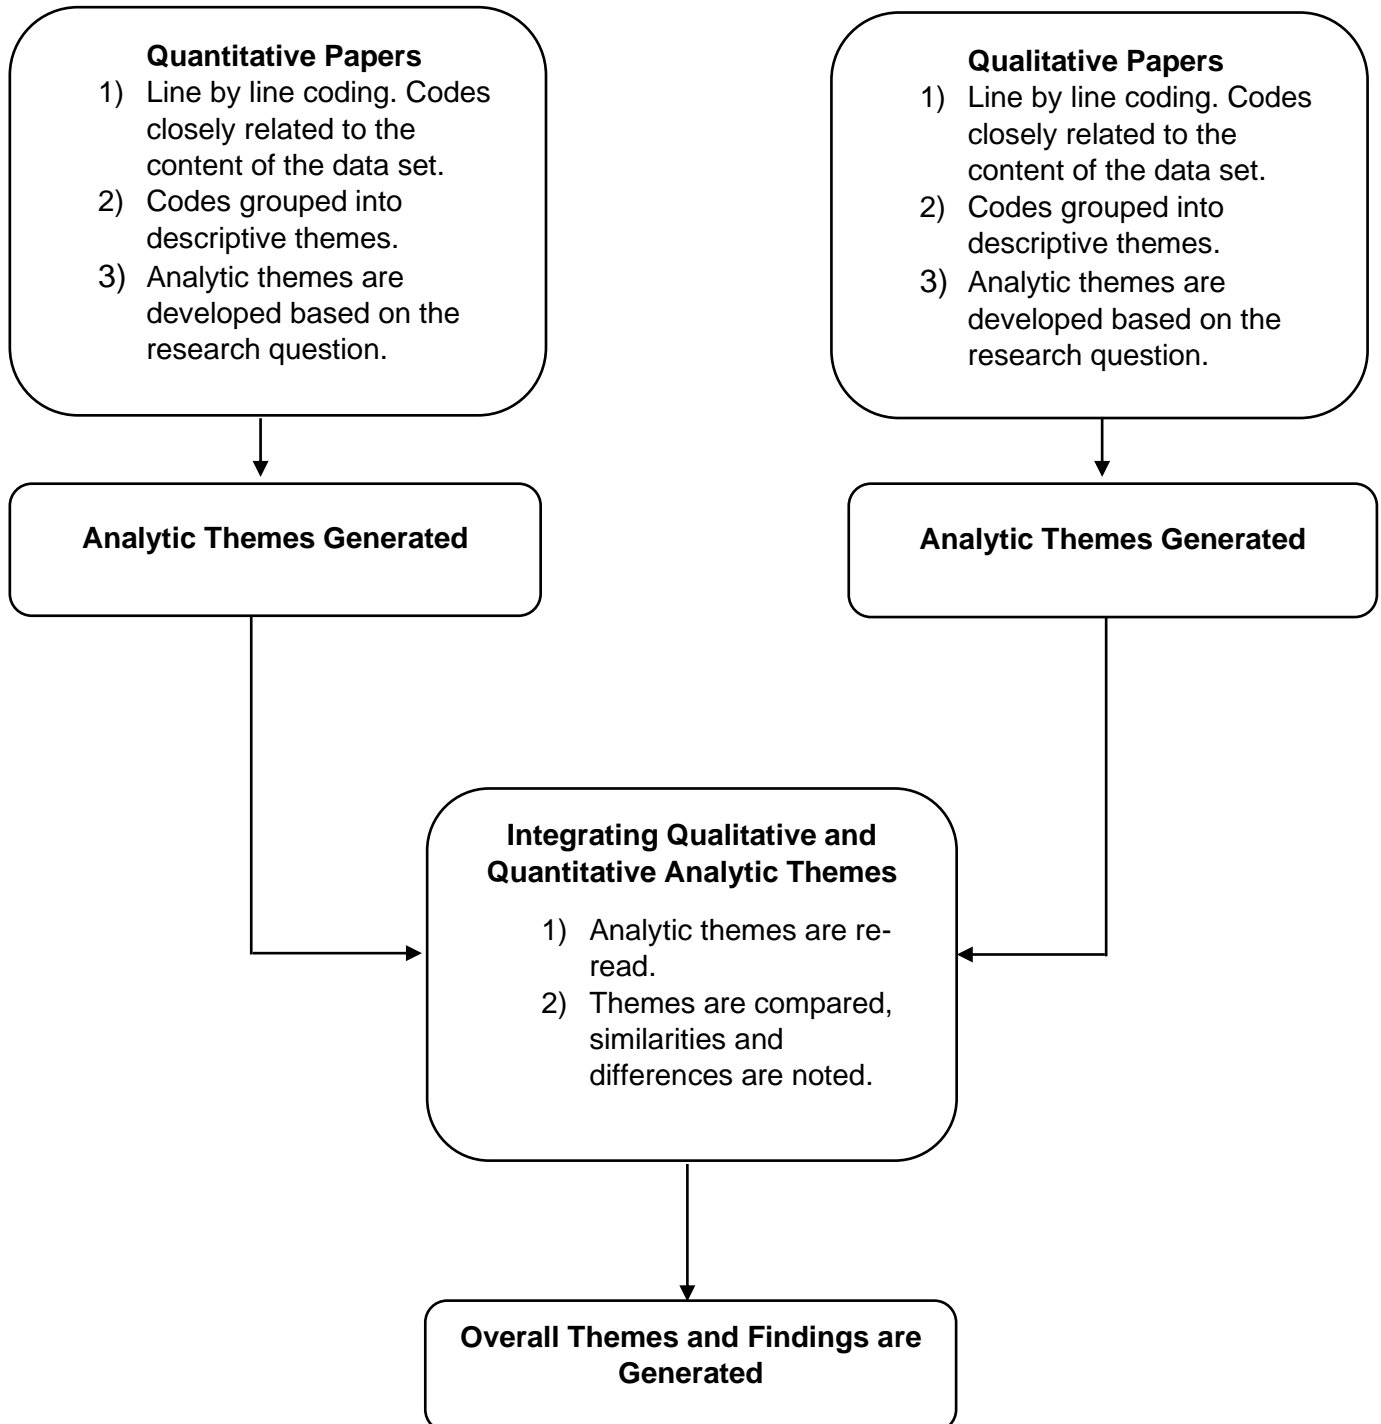 Quantitative Papers
1) Line by line coding. Codes
closely related to the
content of the data set.
2) Codes grouped into
descriptive themes.
3) Analytic themes are
developed based on the
research question.
Qualitative Papers
1) Line by line coding. Codes
closely related to the
content of the data set.
2) Codes grouped into
descriptive themes.
3) Analytic themes are
developed based on the
research question.
Analytic Themes Generated
Analytic Themes Generated
Integrating Qualitative and
Quantitative Analytic Themes
1) Analytic themes are re-
read.
2) Themes are compared,
similarities and
differences are noted.
Overall Themes and Findings are
Generated